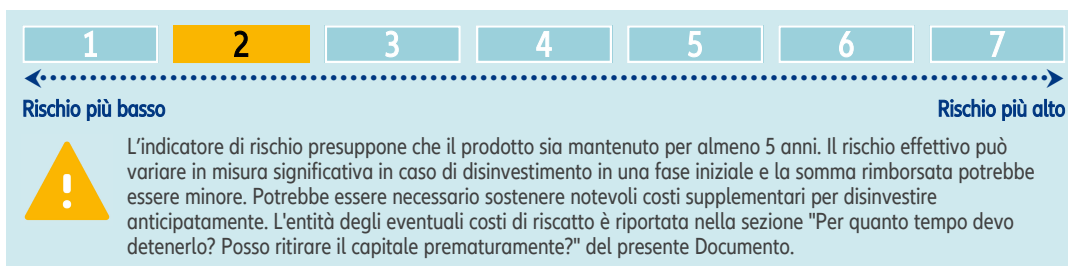 1 2 3 4 5 6 7
Rischio più basso Rischio più alto
L'indicatore di rischio presuppone che il prodotto sia mantenuto per almeno 5 anni. Il rischio effettivo può
variare in misura significativa in caso di disinvestimento in una fase iniziale e la somma rimborsata potrebbe
essere minore. Potrebbe essere necessario sostenere notevoli costi supplementari per disinvestire
anticipatamente. L'entità degli eventuali costi di riscatto è riportata nella sezione "Per quanto tempo devo
detenerlo? Posso ritirare il capitale prematuramente?" del presente Documento.